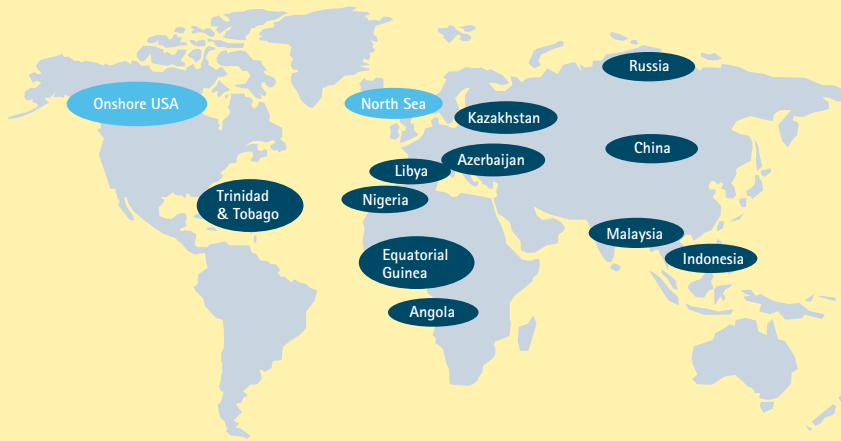 Russia
Onshore USA
North Sea
Kazakhstan
China
Azerbaijan
Libya
Trinidad
& Tobago
Nigeria
Malaysia
Equatorial
Guinea
Indonesia
Angola